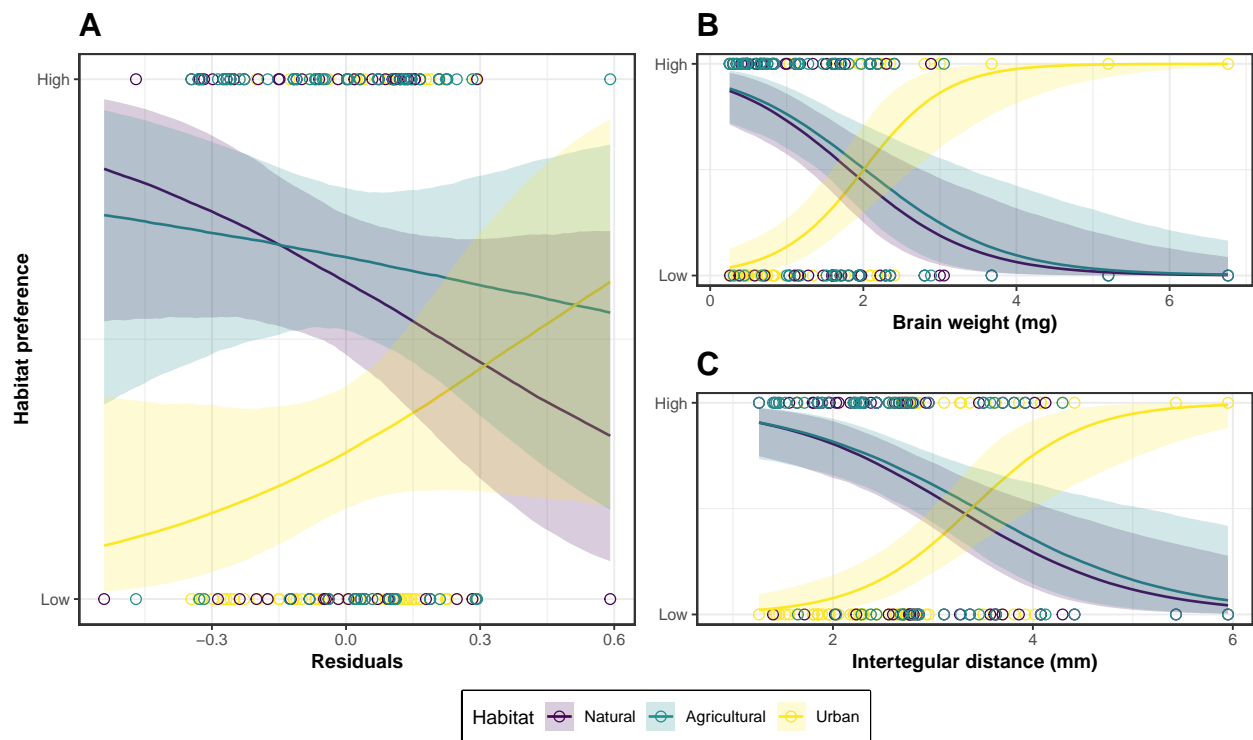 A
Habitat preference
High
Low
−0.3 0.0 0.3 0.6
Residuals
B
High
Low
0 2 4 6
Brain weight (mg)
C
High
Low
2 4 6
Intertegular distance (mm)
Habitat Natural Agricultural Urban